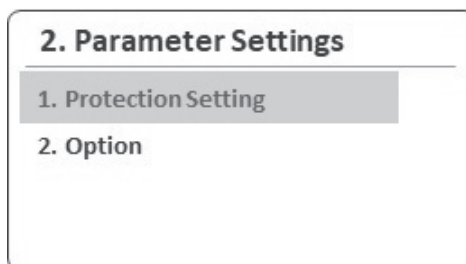 2. Parameter Settings
1. Protection Setting
2. Option